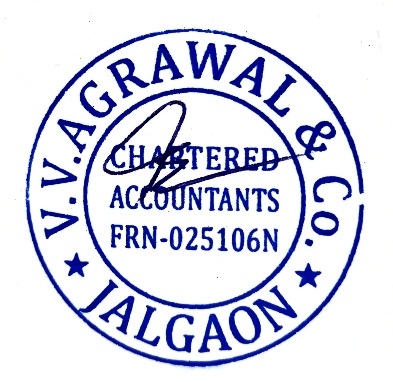 V.V.AGRAWAL & Co.
CHARTERED
ACCOUNTANTS
FRN-025106N
★ JALGAON ★